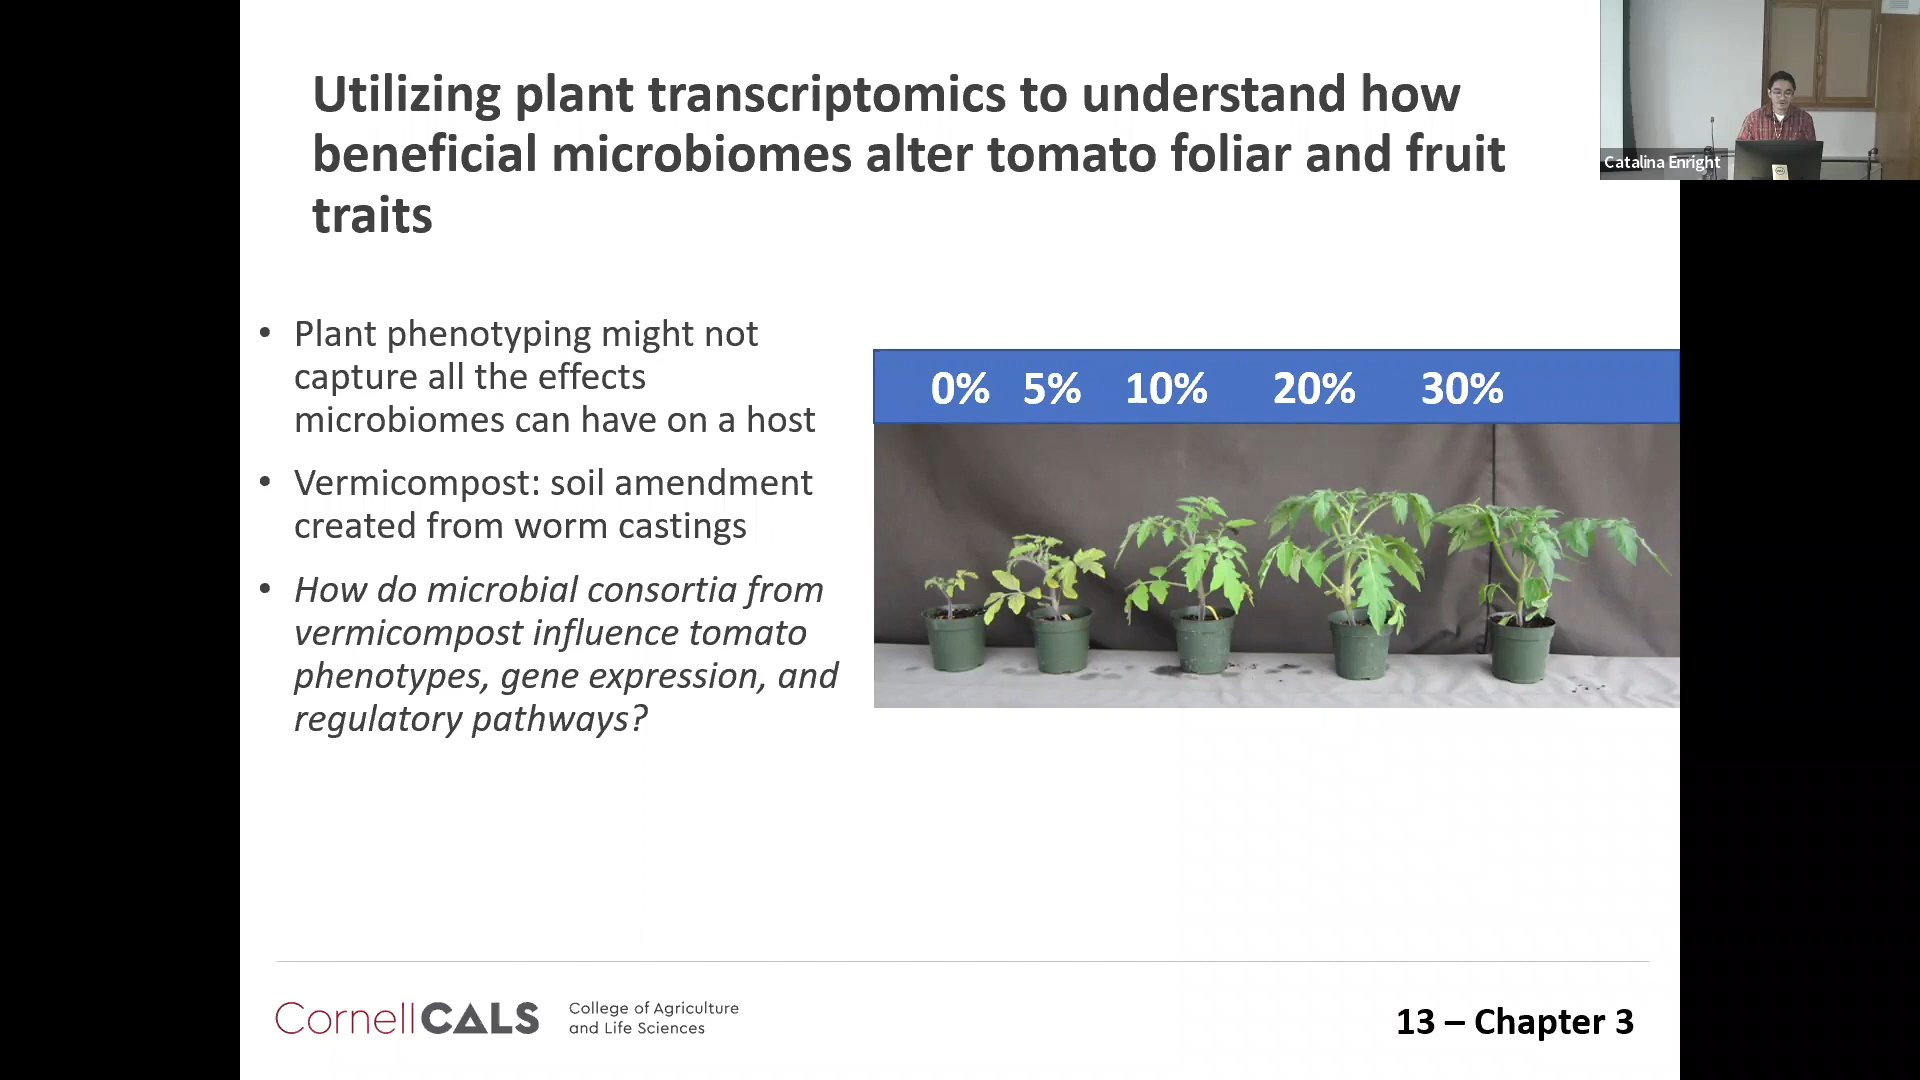 Utilizing plant transcriptomics to understand how
beneficial microbiomes alter tomato foliar and fruit
traits
Catalina Enright
• Plant phenotyping might not
capture all the effects
microbiomes can have on a host
• Vermicompost: soil amendment
created from worm castings
• How do microbial consortia from
vermicompost influence tomato
phenotypes, gene expression, and
regulatory pathways?
0% 5% 10% 20% 30%
CornellCALS
College of Agriculture
and Life Sciences
13 – Chapter 3